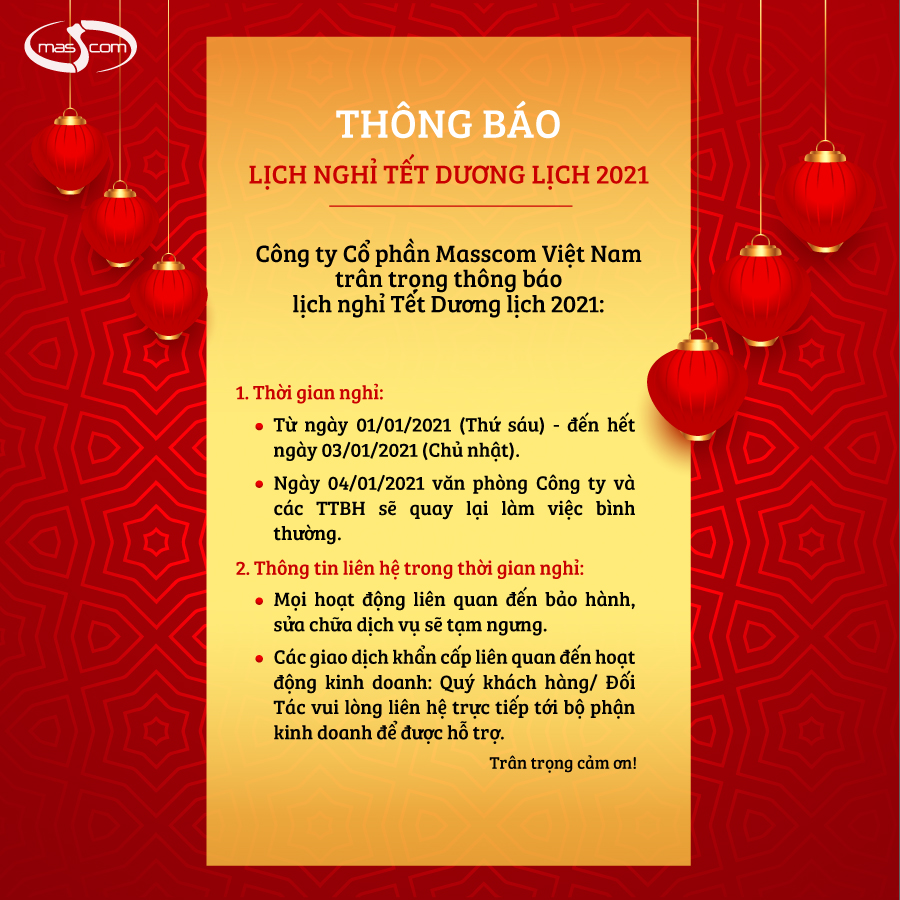 masscom
THÔNG BÁO
LỊCH NGHỈ TẾT DƯƠNG LỊCH 2021
Công ty Cổ phần Masscom Việt Nam
trân trọng thông báo
lịch nghỉ Tết Dương lịch 2021:
1. Thời gian nghỉ:
• Từ ngày 01/01/2021 (Thứ sáu) - đến hết
ngày 03/01/2021 (Chủ nhật).
• Ngày 04/01/2021 văn phòng Công ty và
các TTBH sẽ quay lại làm việc bình
thường.
2. Thông tin liên hệ trong thời gian nghỉ:
• Mọi hoạt động liên quan đến bảo hành,
sửa chữa dịch vụ sẽ tạm ngưng.
• Các giao dịch khẩn cấp liên quan đến hoạt
động kinh doanh: Quý khách hàng/ Đối
Tác vui lòng liên hệ trực tiếp tới bộ phận
kinh doanh để được hỗ trợ.
Trân trọng cảm ơn!